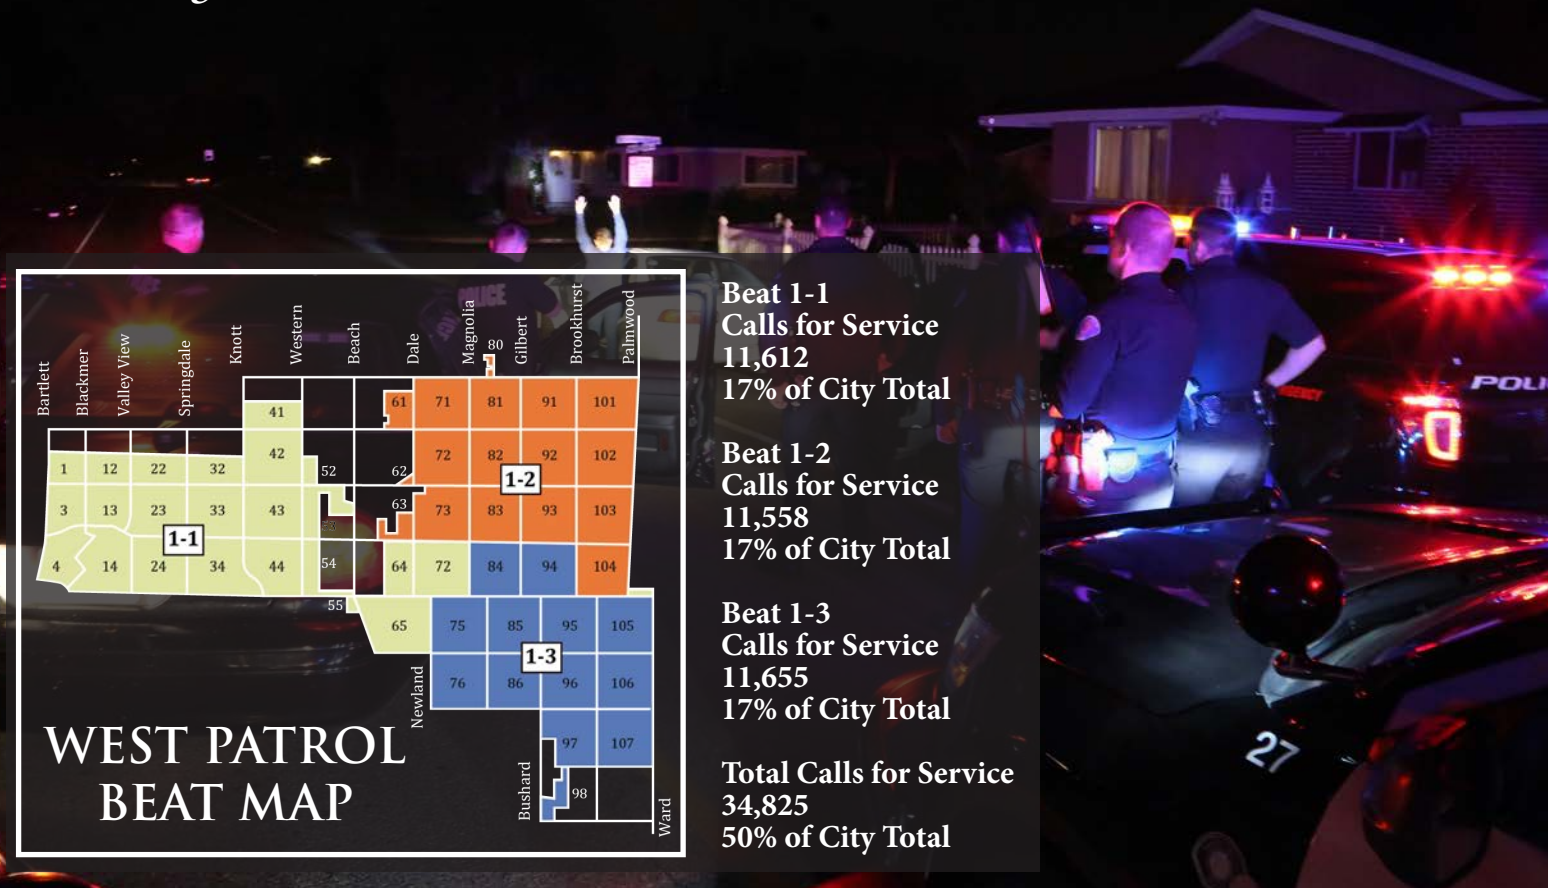 Bartlett
Blackmer
Valley View
Springdale
Knott
Western
Beach
Dale
Magnolia
Gilbert
Brookhurst
Palmwood
80
61 71 81 91 101
41
42
72 82 92 102
1 12 22 32
52
62
1-2
3 13 23 33 43
53
63
73 83 93 103
1-1
4 14 24 34 44
54
64 72 84 94 104
55
65 75 85 95 105
1-3
76 86 96 106
Newland
97 107
98
Bushard
Ward
WEST PATROL
BEAT MAP
Beat 1-1
Calls for Service
11,612
17% of City Total
Beat 1-2
Calls for Service
11,558
17% of City Total
Beat 1-3
Calls for Service
11,655
17% of City Total
Total Calls for Service
34,825
50% of City Total
POLICE
27